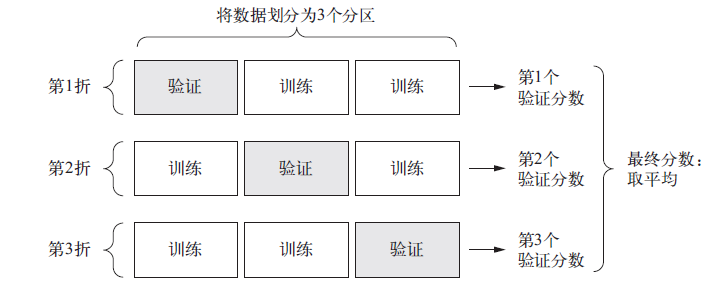 将数据划分为3个分区
第1折
验证
训练
训练
第1个
验证分数
第2折
训练
验证
训练
第2个
验证分数
最终分数：
取平均
第3折
训练
训练
验证
第3个
验证分数